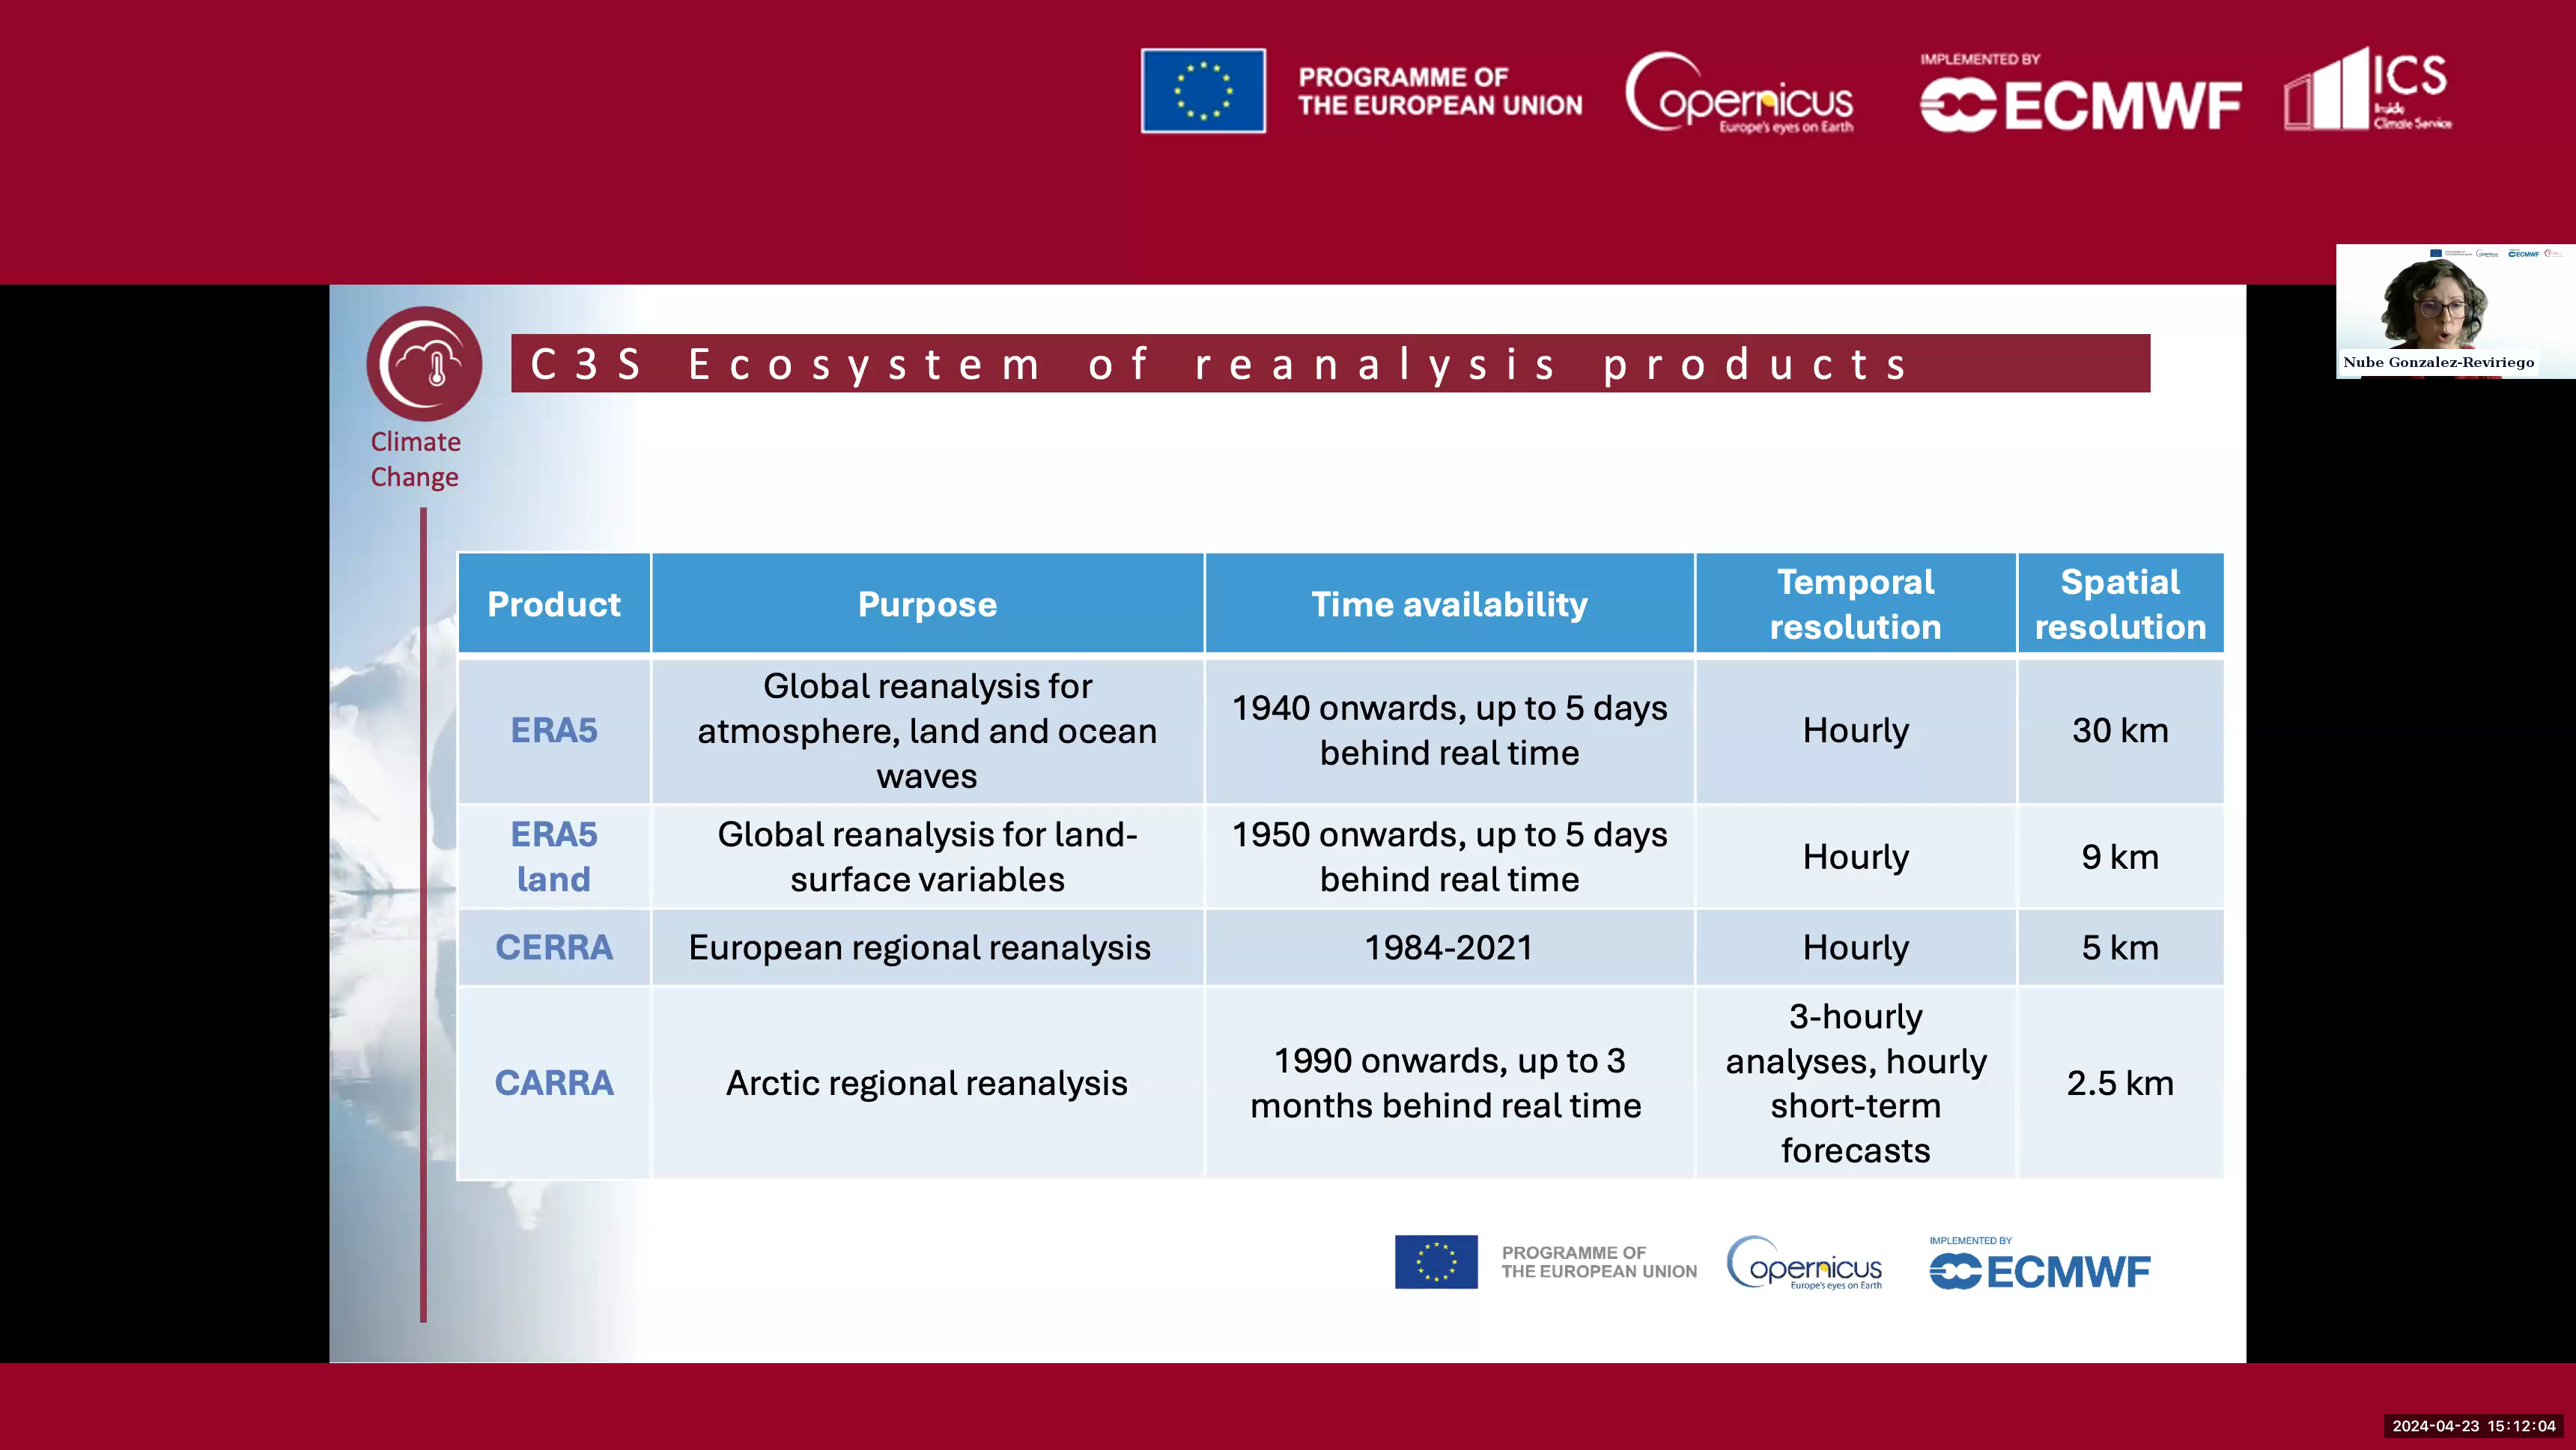 PROGRAMME OF
THE EUROPEAN UNION
Copernicus
Europe's eyes on Earth
IMPLEMENTED BY
ECMWF
ICS
Inside
Climate Service
ECMWF
Nube Gonzalez-Reviriego
Climate
Change
C3S Ecosystem of reanalysis products
Product
Purpose
Time availability
Temporal
resolution
Spatial
resolution
ERA5
Global reanalysis for
atmosphere, land and ocean
waves
1940 onwards, up to 5 days
behind real time
Hourly
30 km
ERA5
land
Global reanalysis for land-
surface variables
1950 onwards, up to 5 days
behind real time
Hourly
9 km
CERRA
European regional reanalysis
1984-2021
Hourly
5 km
CARRA
Arctic regional reanalysis
1990 onwards, up to 3
months behind real time
3-hourly
analyses, hourly
short-term
forecasts
2.5 km
PROGRAMME OF
THE EUROPEAN UNION
Copernicus
Europe's eyes on Earth
IMPLEMENTED BY
ECMWF
2024-04-23 15:12:04